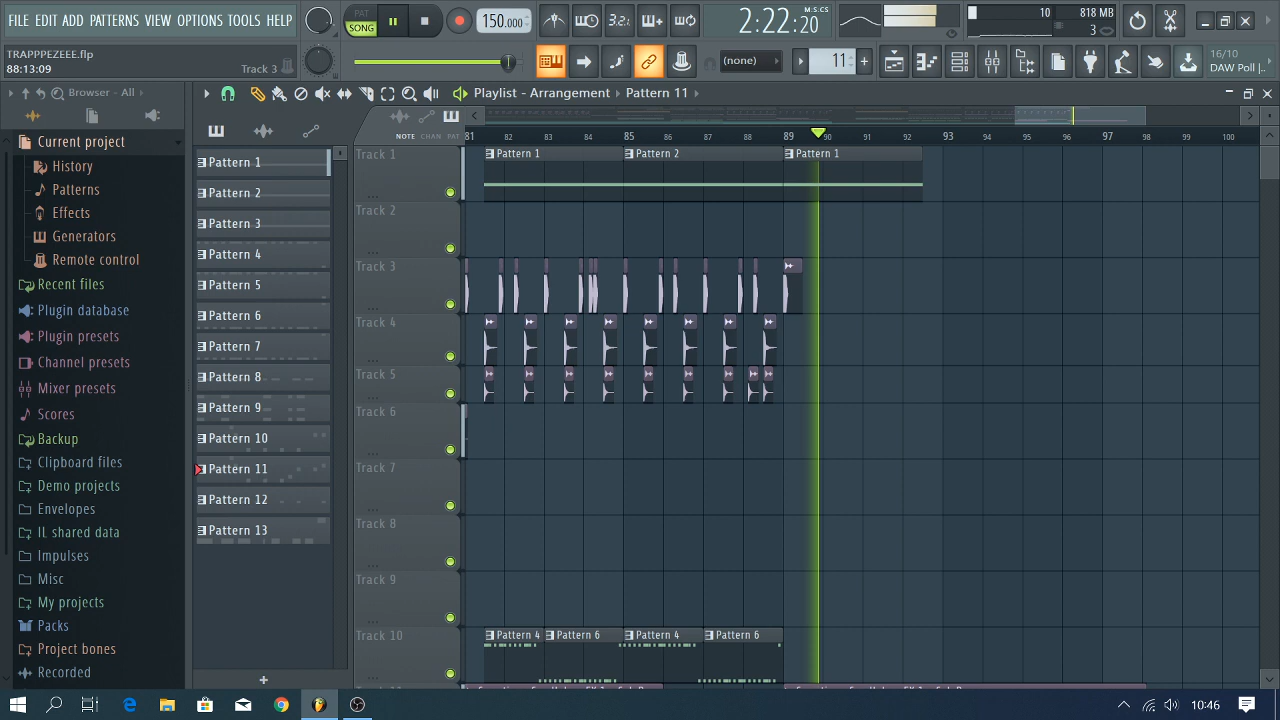 FILE EDIT ADD PATTERNS VIEW OPTIONS TOOLS HELP
PAT
SONG
150.000
3.2:
2:22:20
M:S:CS
10
818 MB
3
TRAPPPEZEEE.flp
88:13:09
Track 3
(none)
11
16/10
DAW Poll |..
Browser - All
Playlist - Arrangement
Pattern 11
NOTE CHAN PAT
81 82 83 84 85 86 87 88 89 90 91 92 93 94 95 96 97 98 99 100
Current project
History
Patterns
Effects
Generators
Remote control
Recent files
Plugin database
Plugin presets
Channel presets
Mixer presets
Scores
Backup
Clipboard files
Demo projects
Envelopes
IL shared data
Impulses
Misc
My projects
Packs
Project bones
Recorded
Pattern 1
Pattern 2
Pattern 3
Pattern 4
Pattern 5
Pattern 6
Pattern 7
Pattern 8
Pattern 9
Pattern 10
Pattern 11
Pattern 12
Pattern 13
Track 1
Pattern 1
Pattern 2
Pattern 1
Track 2
Track 3
Track 4
Track 5
Track 6
Track 7
Track 8
Track 9
Track 10
Pattern 4
Pattern 6
Pattern 4
Pattern 6
10:46